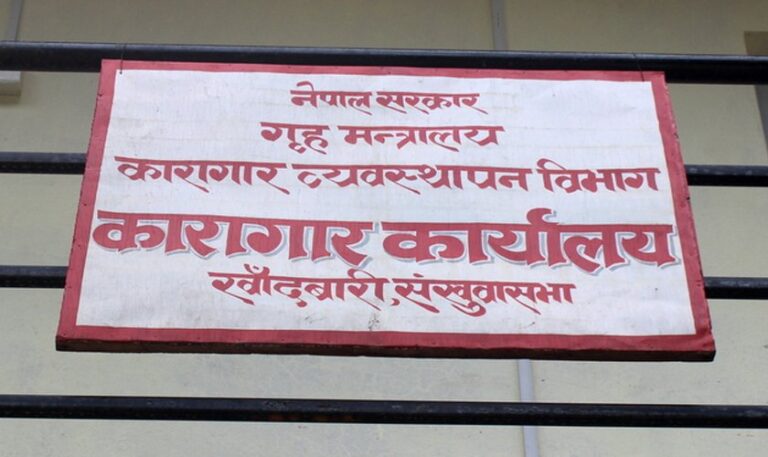 नेपाल सरकार
गृह मन्त्रालय
कारागार व्यवस्थापन विभाग
कारागार कार्यालय
खाँदबारी, संखुवासभा